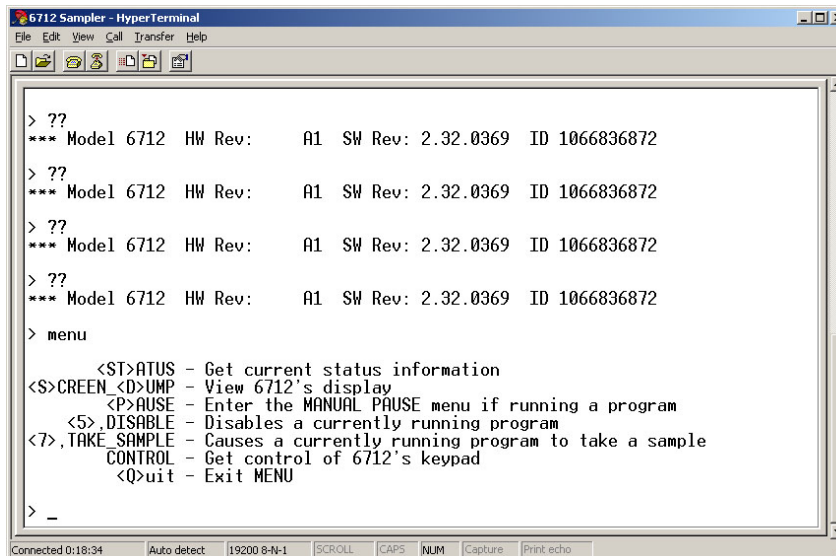 6712 Sampler - HyperTerminal
File Edit View Call Transfer Help
> ??
*** Model 6712 HW Rev: A1 SW Rev: 2.32.0369 ID 1066836872
> ??
*** Model 6712 HW Rev: A1 SW Rev: 2.32.0369 ID 1066836872
> ??
*** Model 6712 HW Rev: A1 SW Rev: 2.32.0369 ID 1066836872
> ??
*** Model 6712 HW Rev: A1 SW Rev: 2.32.0369 ID 1066836872
> menu
<ST>ATUS - Get current status information
<S>CREEN_<D>UMP - View 6712's display
<P>AUSE - Enter the MANUAL PAUSE menu if running a program
<5>,DISABLE - Disables a currently running program
<7>,TAKE_SAMPLE - Causes a currently running program to take a sample
CONTROL - Get control of 6712's keypad
<Q>uit - Exit MENU
> _
Connected 0:18:34 Auto detect 19200 8-N-1 SCROLL CAPS NUM Capture Print echo